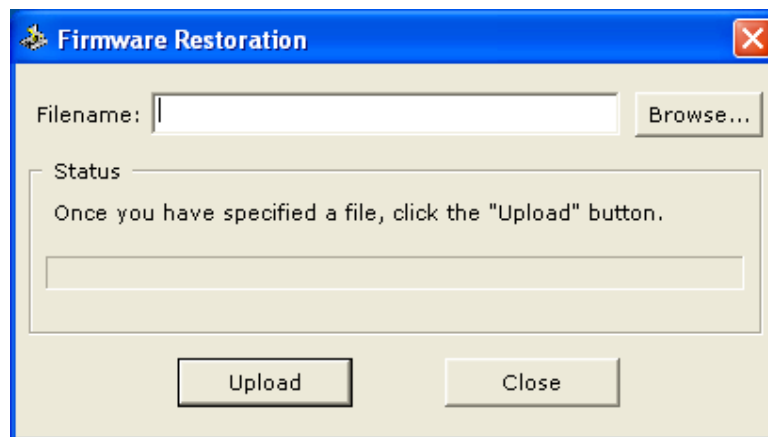 Firmware Restoration
Filename: Browse...
Status
Once you have specified a file, click the "Upload" button.
Upload Close